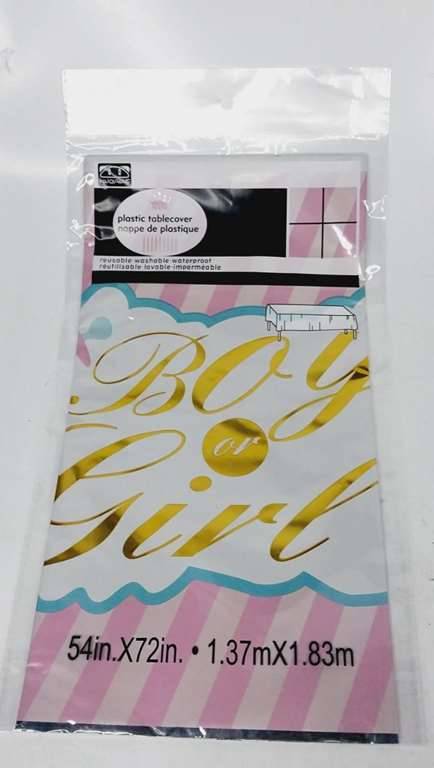 plastic tablecover
nappe de plastique
reusable washable waterproof
réutilisable lavable imperméable
Boy
or
Girl
54in.X72in. • 1.37mX1.83m